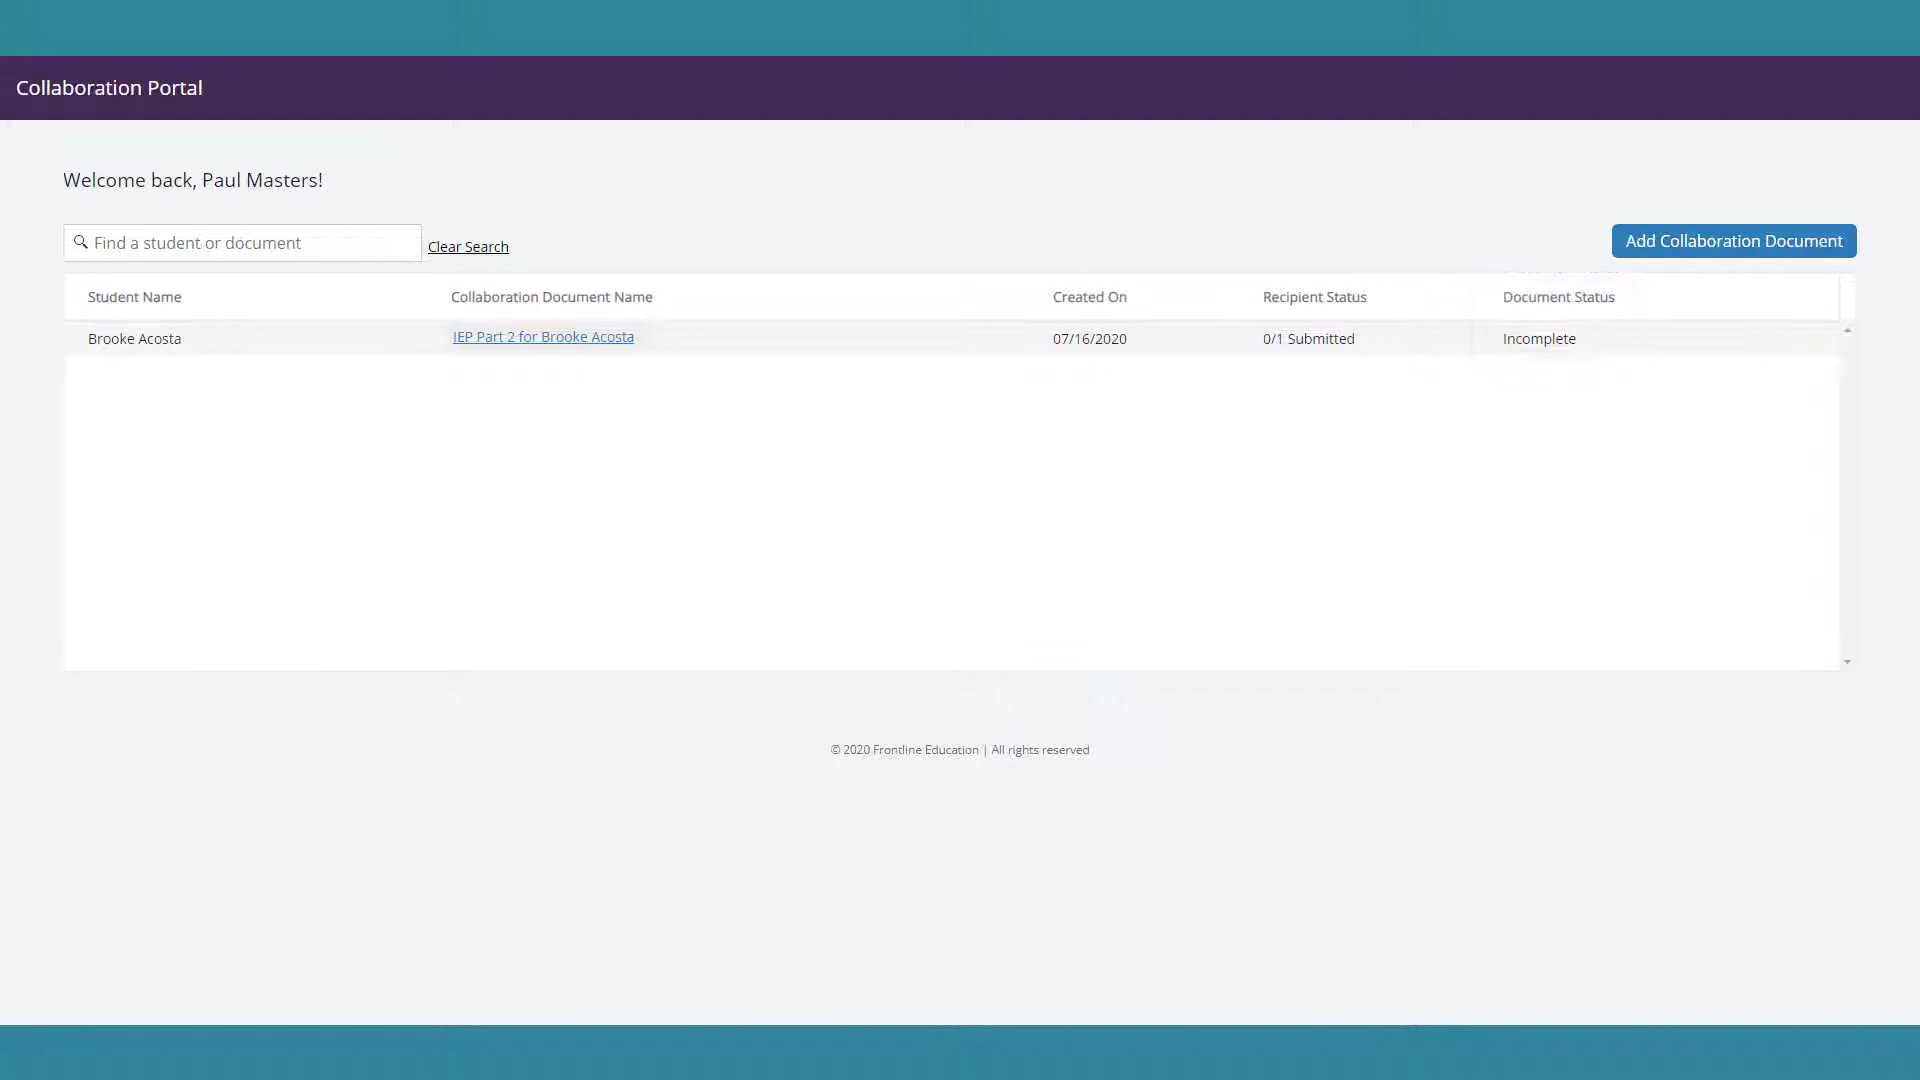 Collaboration Portal
Welcome back, Paul Masters!
Find a student or document
Clear Search
Add Collaboration Document
Student Name Collaboration Document Name Created On Recipient Status Document Status
Brooke Acosta IEP Part 2 for Brooke Acosta 07/16/2020 0/1 Submitted Incomplete
© 2020 Frontline Education | All rights reserved